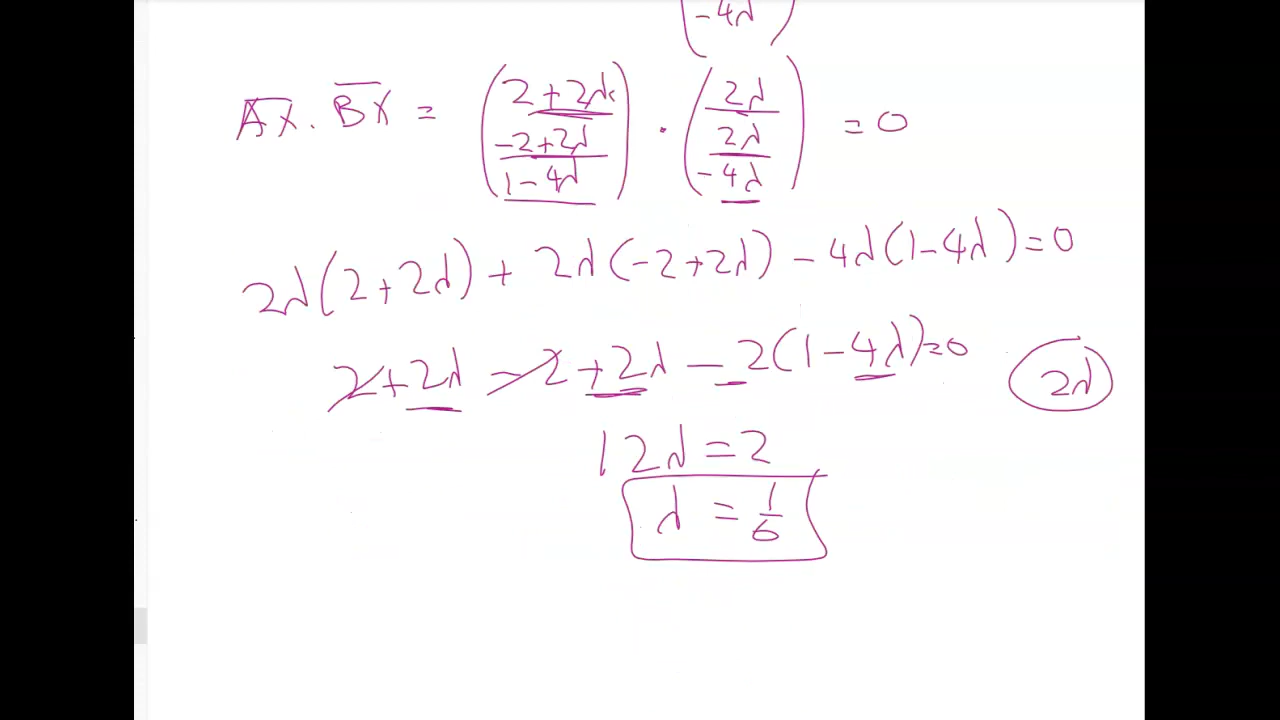 -4λ
AX . BX = (2+2λ -2+2λ 1-4λ) . (2λ 2λ -4λ) = 0
2λ(2+2λ) + 2λ(-2+2λ) - 4λ(1-4λ) = 0
2+2λ -2+2λ - 2(1-4λ) = 0
2λ
12λ = 2
λ = 1/6